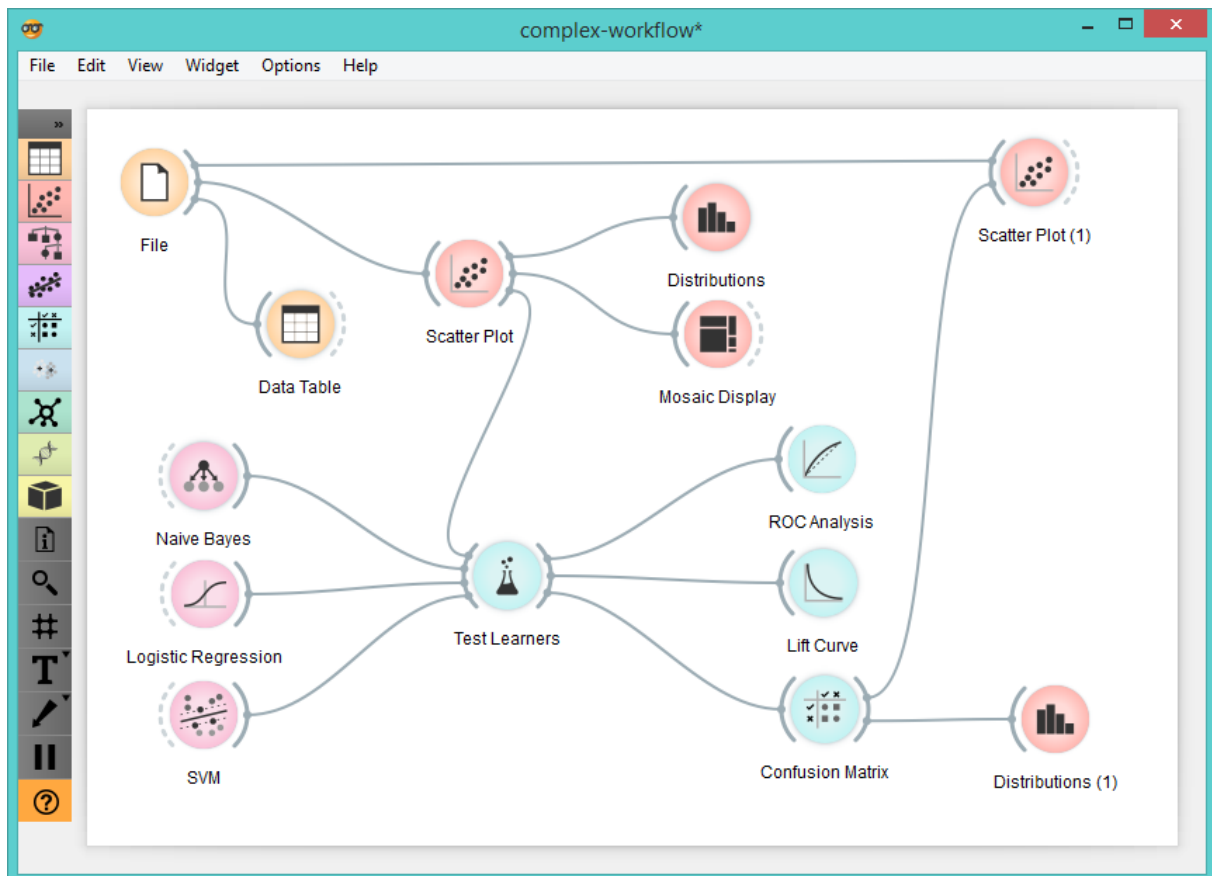 complex-workflow*
File Edit View Widget Options Help
File
Scatter Plot (1)
Distributions
Scatter Plot
Data Table
Mosaic Display
Naive Bayes
ROC Analysis
Test Learners
Logistic Regression
Lift Curve
SVM
Confusion Matrix
Distributions (1)